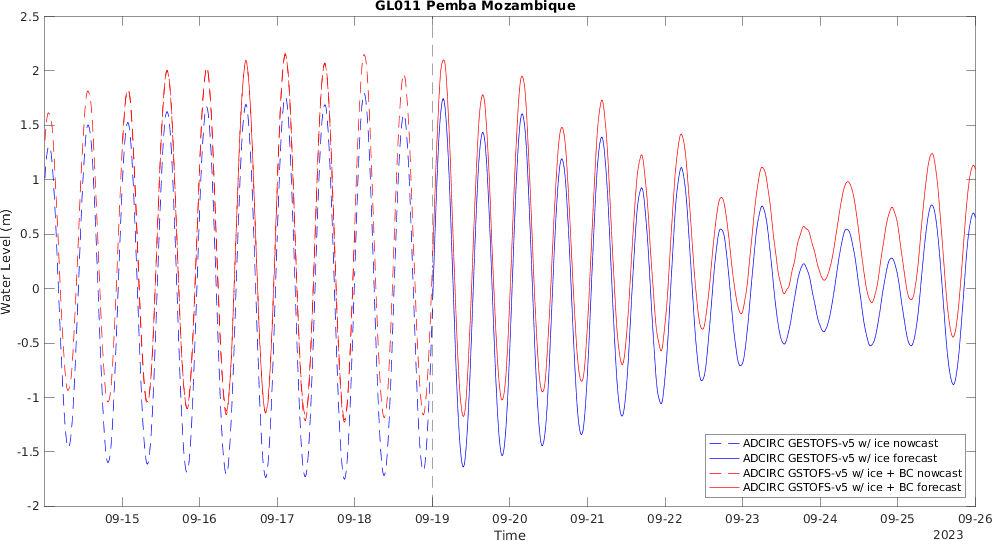 GL011 Pemba Mozambique
2.5
2
1.5
1
0.5
0
-0.5
-1
-1.5
-2
Water Level (m)
09-15 09-16 09-17 09-18 09-19 09-20 09-21 09-22 09-23 09-24 09-25 09-26
Time
2023
ADCIRC GESTOFS-v5 w/ ice nowcast
ADCIRC GESTOFS-v5 w/ ice forecast
ADCIRC GSTOFS-v5 w/ ice + BC nowcast
ADCIRC GSTOFS-v5 w/ ice + BC forecast